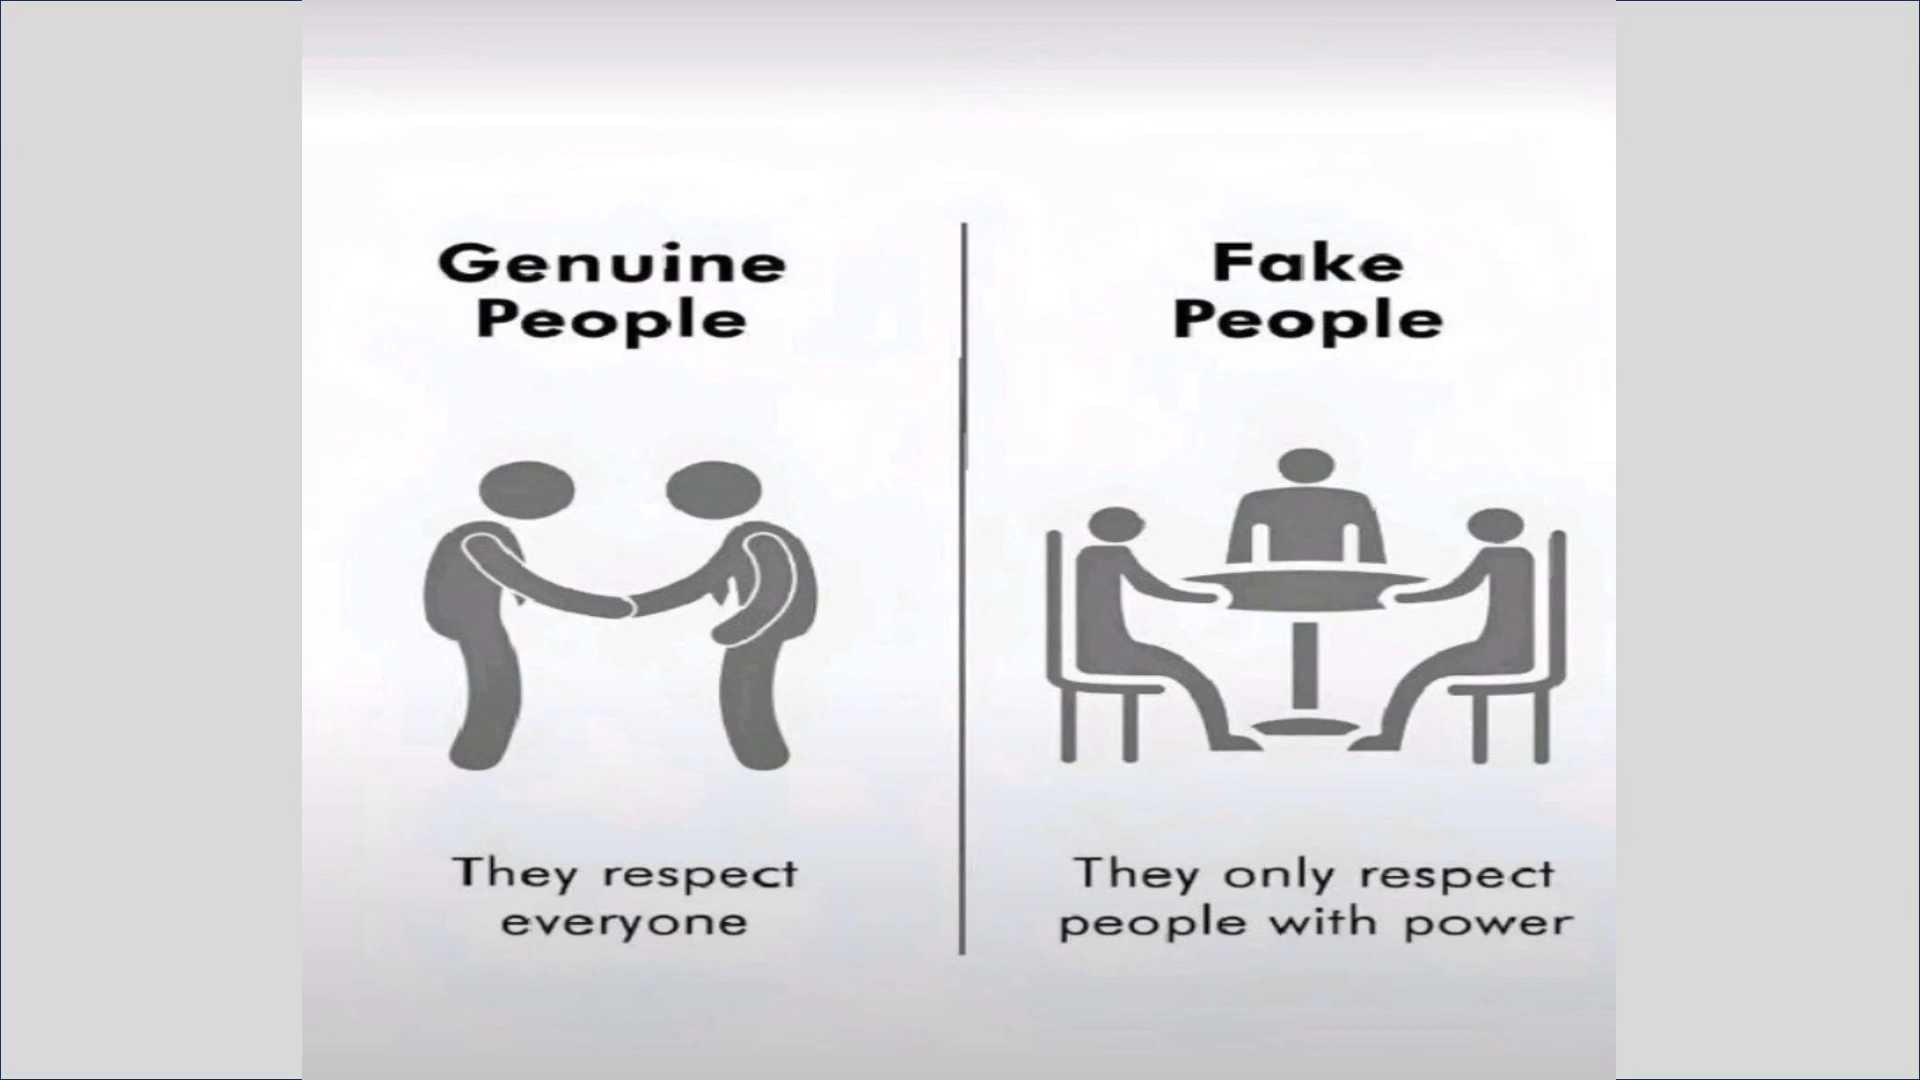 Genuine
People
They respect
everyone
Fake
People
They only respect
people with power